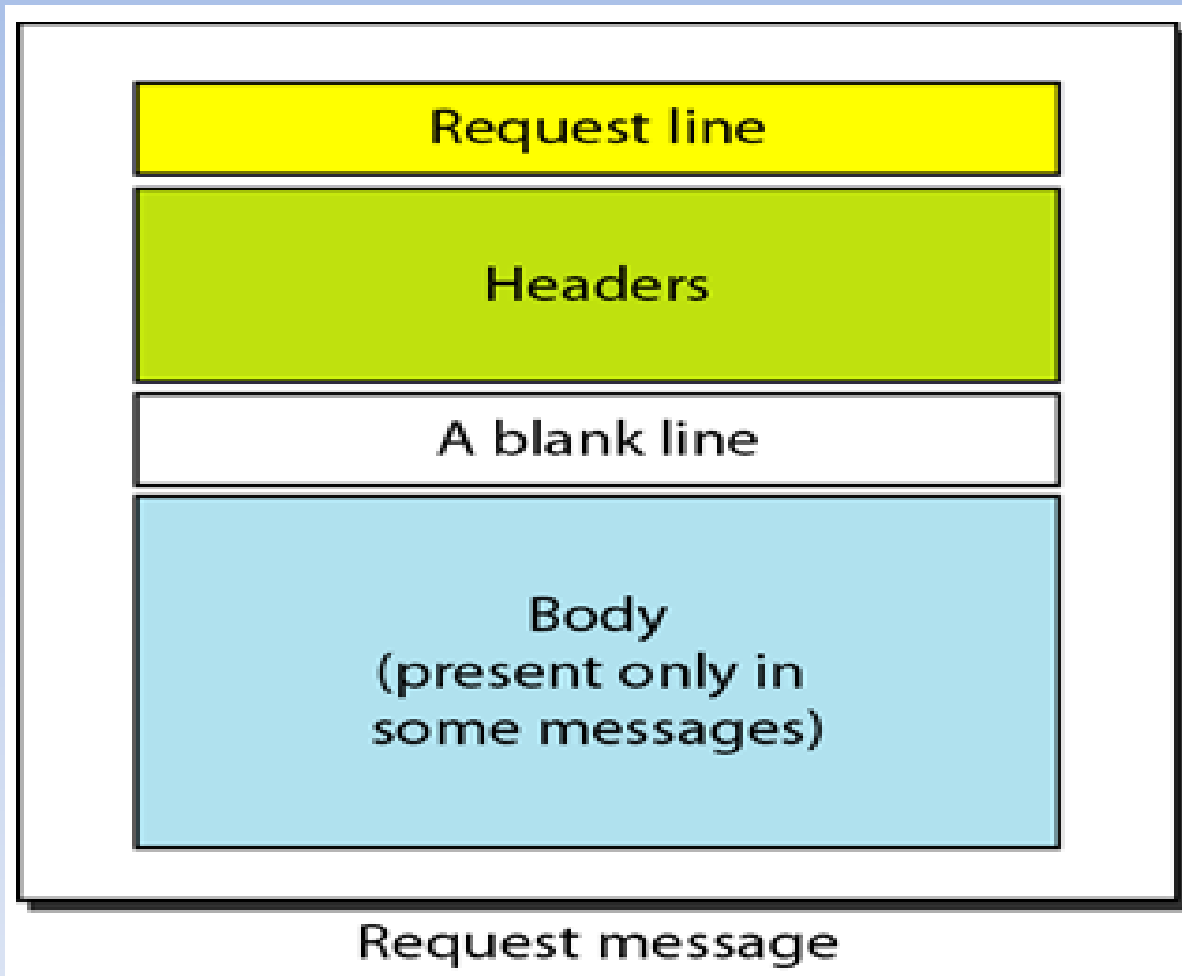 Request line
Headers
A blank line
Body
(present only in
some messages)
Request message